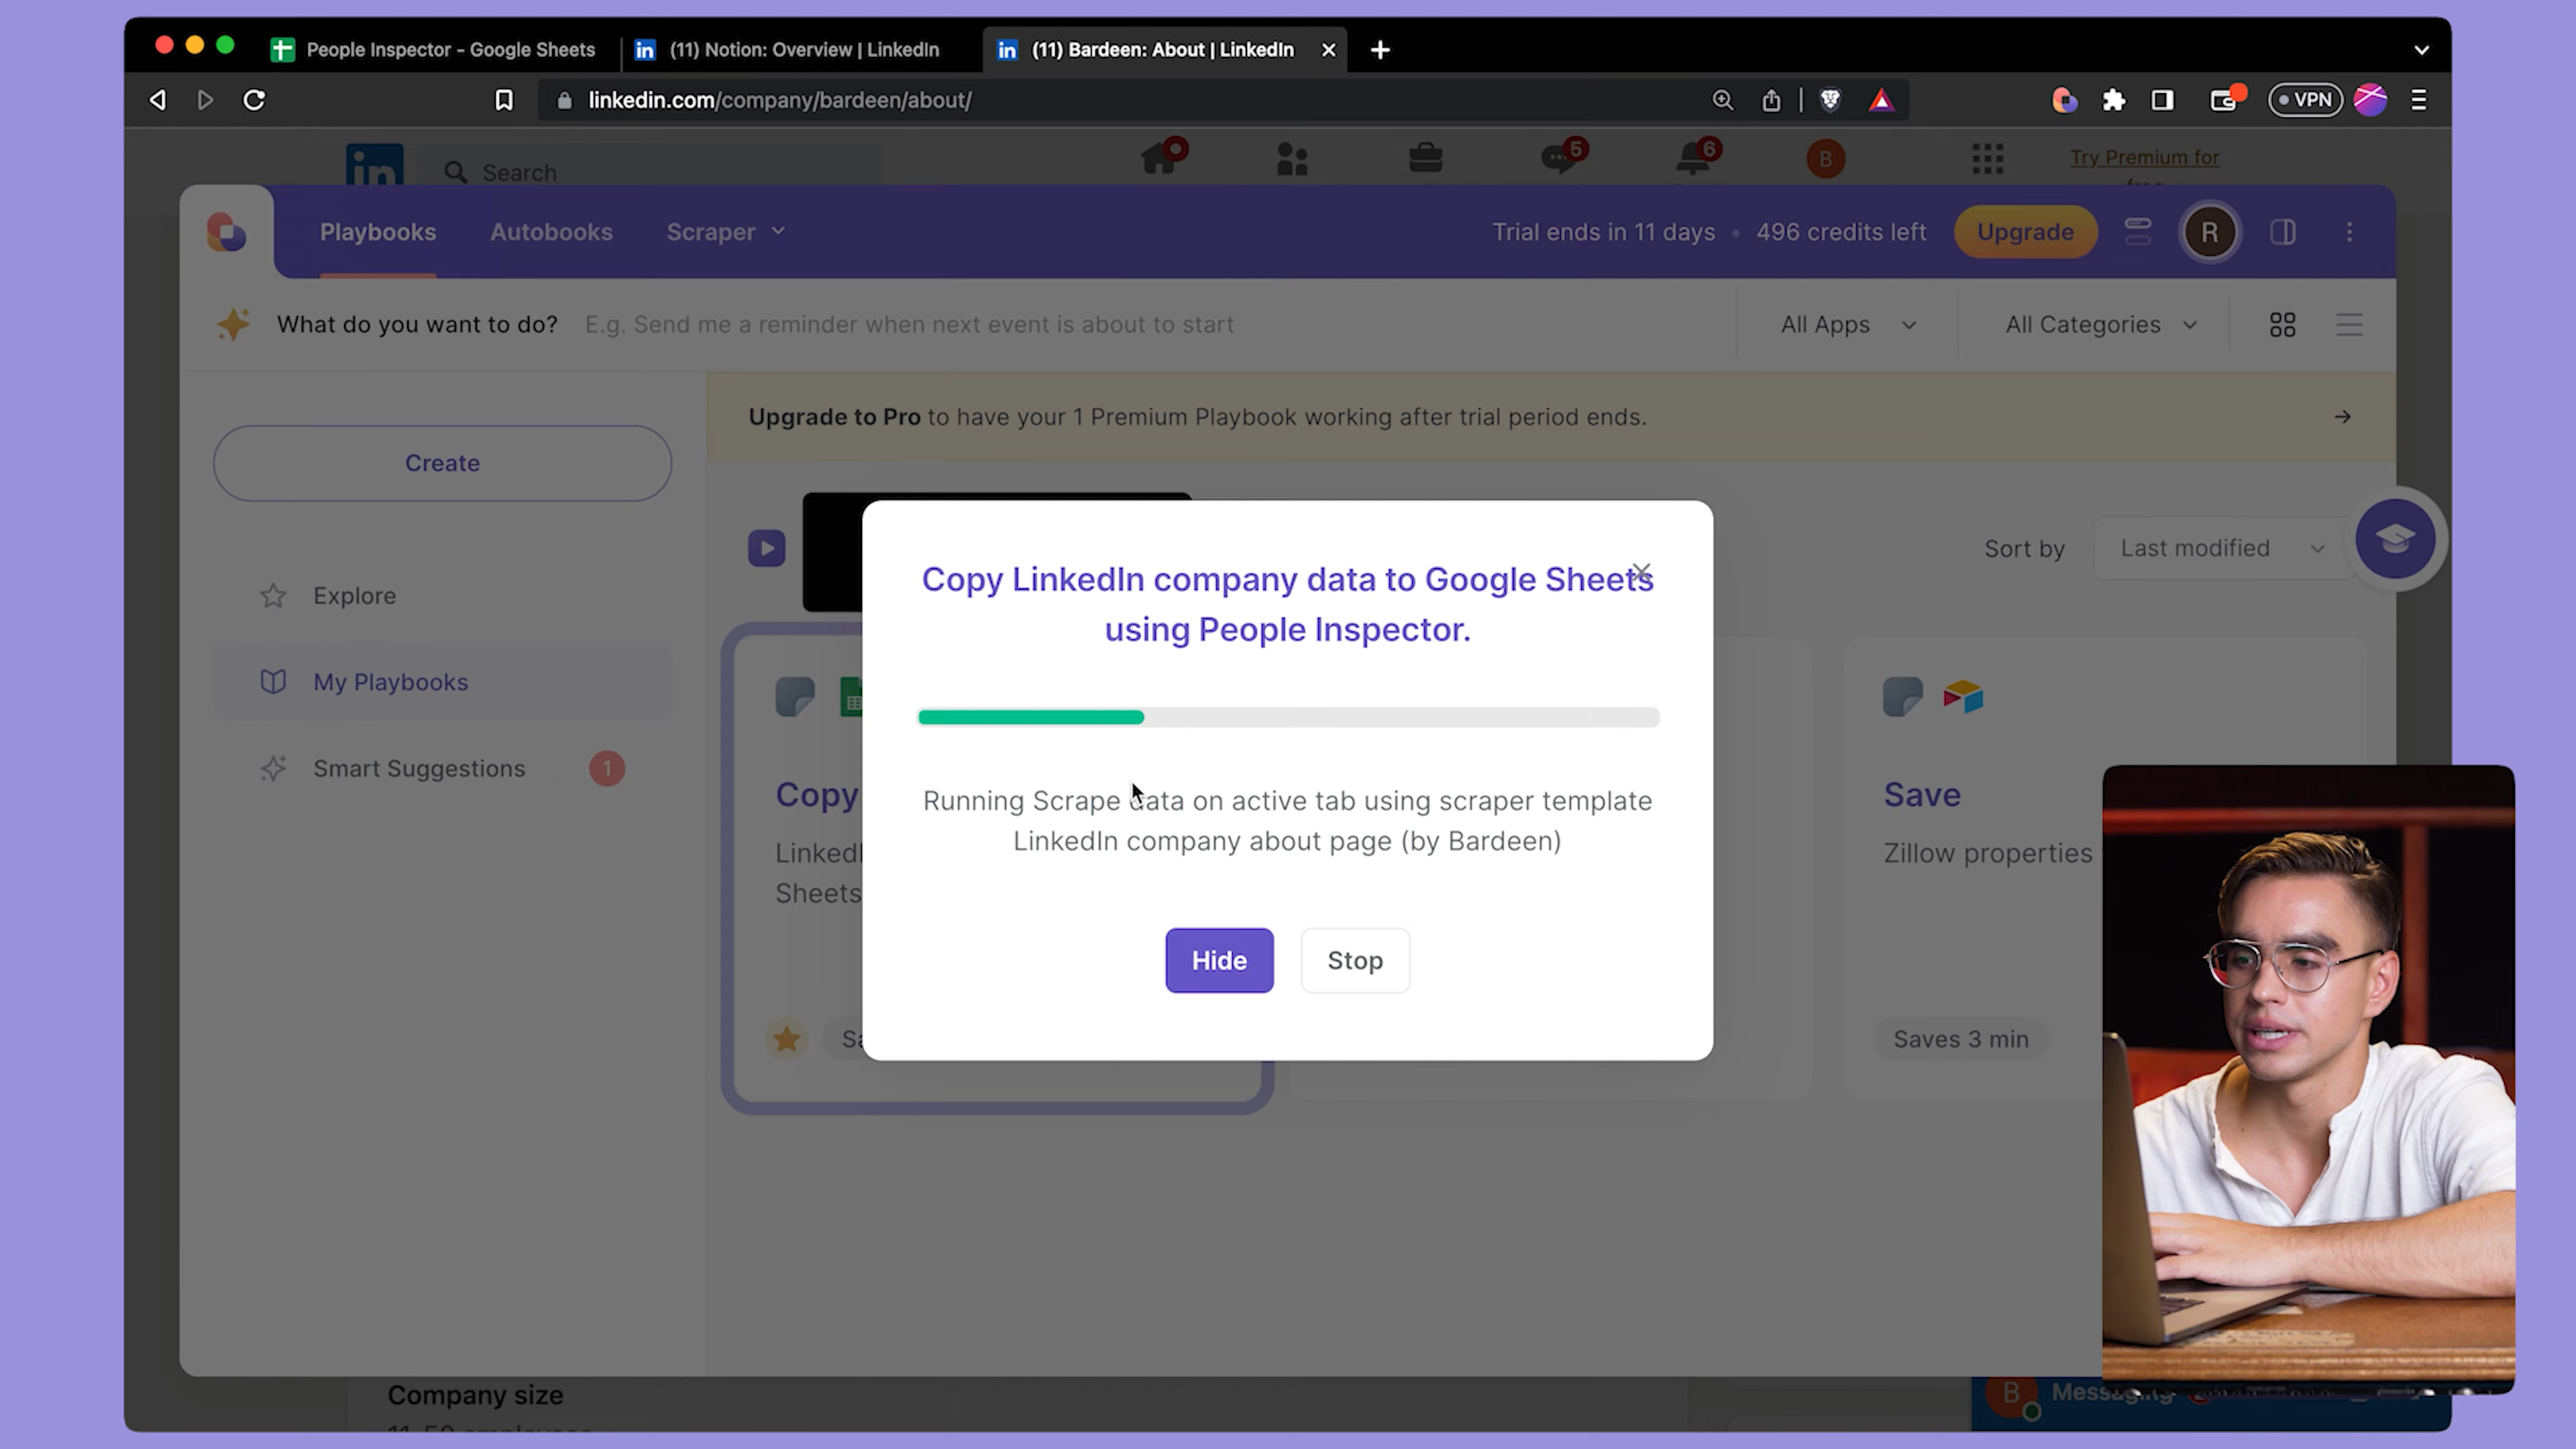 People Inspector - Google Sheets
(11) Notion: Overview | LinkedIn
(11) Bardeen: About | LinkedIn
linkedin.com/company/bardeen/about/
VPN
in
Search
5
6
B
Try Premium for
Playbooks
Autobooks
Scraper
Trial ends in 11 days • 496 credits left
Upgrade
R
What do you want to do?
E.g. Send me a reminder when next event is about to start
All Apps
All Categories
Upgrade to Pro to have your 1 Premium Playbook working after trial period ends.
Create
Explore
My Playbooks
Smart Suggestions
1
Sort by
Last modified
Copy LinkedIn company data to Google Sheets
using People Inspector.
Running Scrape data on active tab using scraper template
LinkedIn company about page (by Bardeen)
Hide
Stop
Copy
Sheets
Save
Zillow properties
Saves 3 min
Company size
B
Messaging